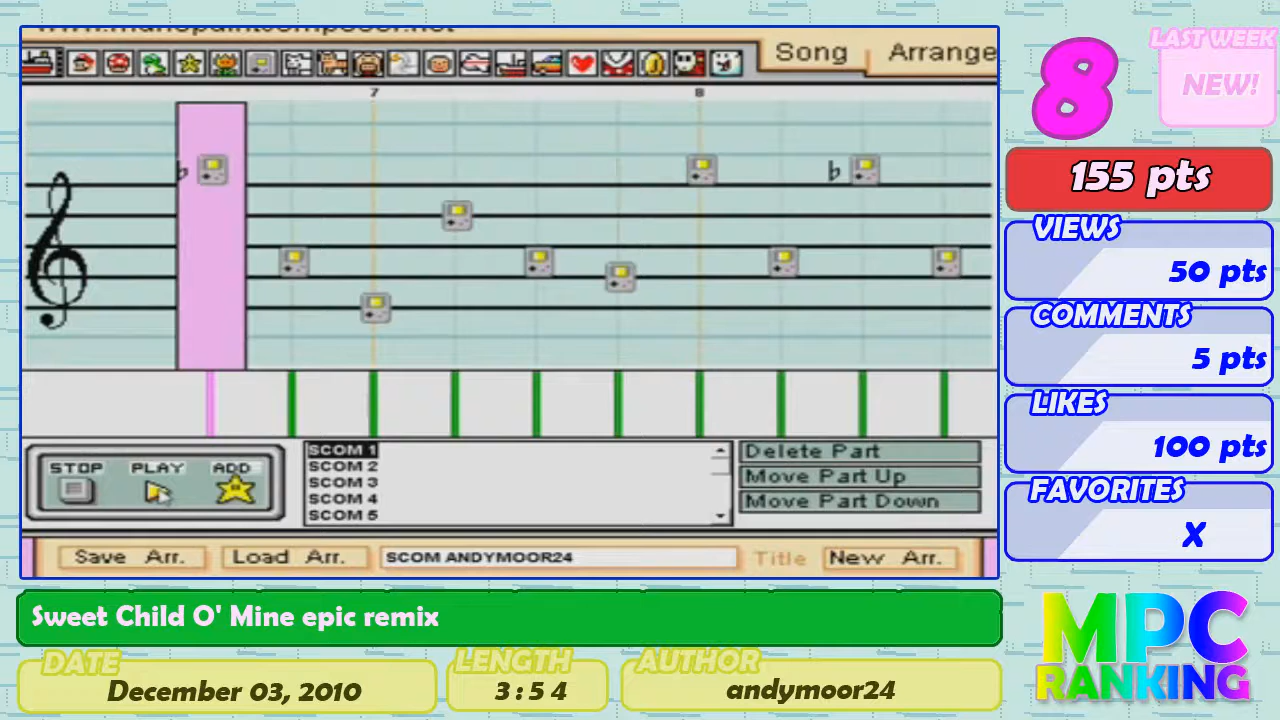 www.mariopaintcomposer.net
Song
Arrange
7
8
♭
♭
STOP
PLAY
ADD
SCOM 1
SCOM 2
SCOM 3
SCOM 4
SCOM 5
Delete Part
Move Part Up
Move Part Down
Save Arr.
Load Arr.
SCOM ANDYMOOR24
Title
New Arr.
8
LAST WEEK
NEW!
155 pts
VIEWS
50 pts
COMMENTS
5 pts
LIKES
100 pts
FAVORITES
X
Sweet Child O' Mine epic remix
DATE
December 03, 2010
LENGTH
3:54
AUTHOR
andymoor24
MPC
RANKING